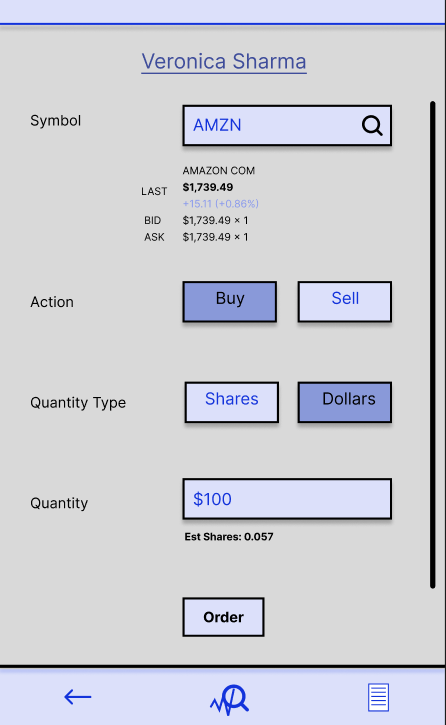 Veronica Sharma
Symbol
AMZN
AMAZON COM
LAST $1,739.49
+15.11 (+0.86%)
BID $1,739.49 × 1
ASK $1,739.49 × 1
Action Buy Sell
Quantity Type Shares Dollars
Quantity $100
Est Shares: 0.057
Order